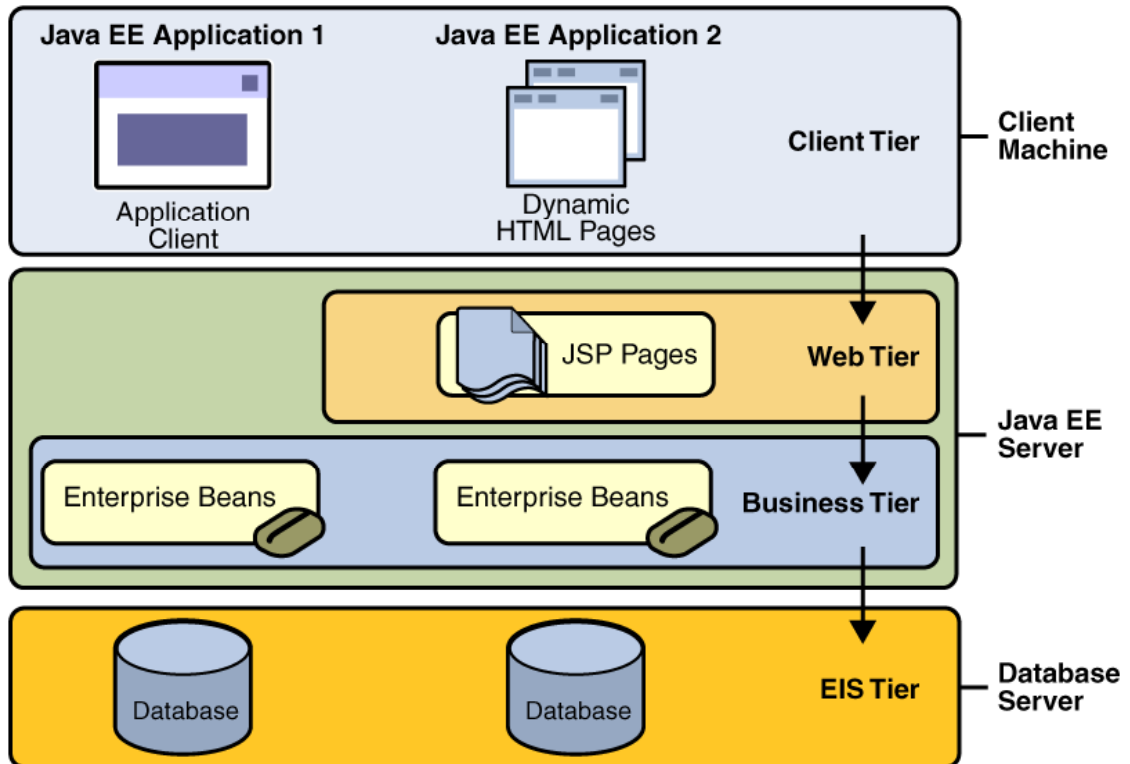 Java EE Application 1
Java EE Application 2
Application
Client
Dynamic
HTML Pages
Client Tier
Client
Machine
JSP Pages
Web Tier
Java EE
Server
Enterprise Beans
Enterprise Beans
Business Tier
Database
Database
EIS Tier
Database
Server